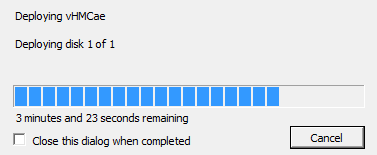 Deploying vHMCae
Deploying disk 1 of 1
3 minutes and 23 seconds remaining
Close this dialog when completed
Cancel